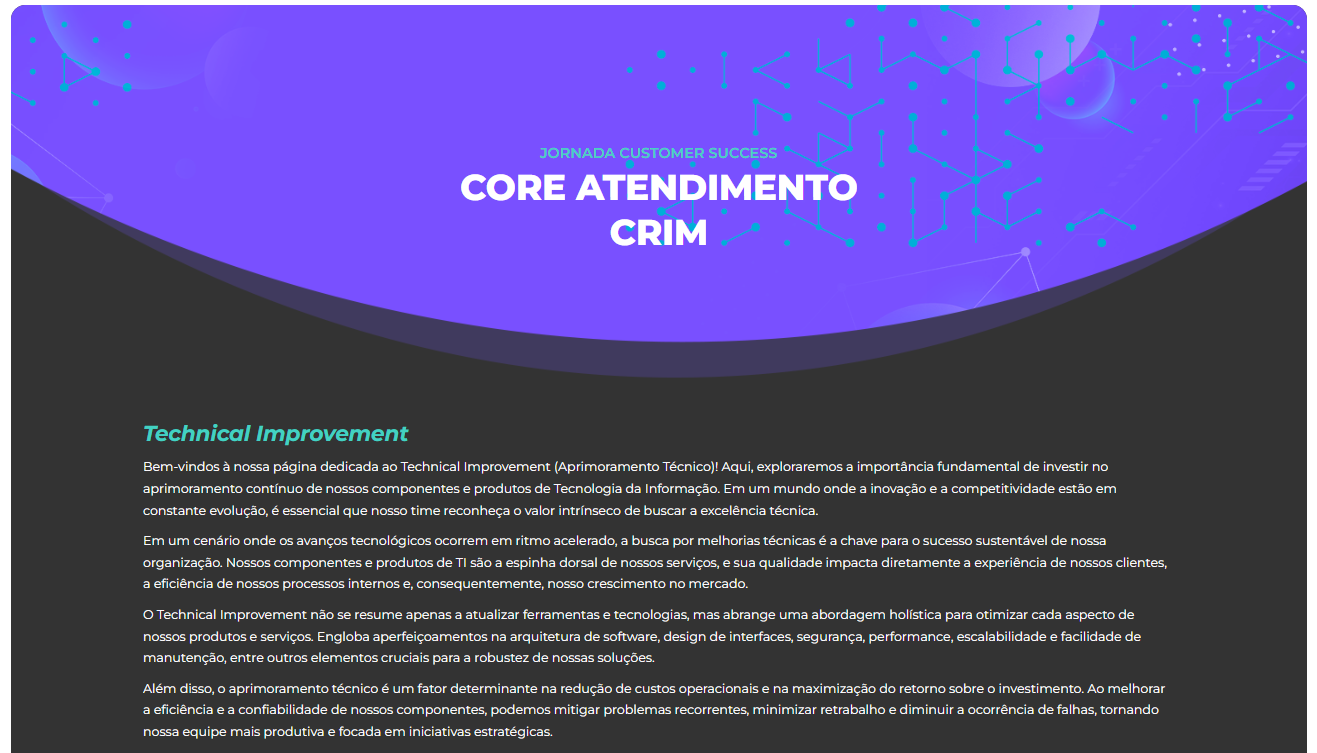 JORNADA CUSTOMER SUCCESS
CORE ATENDIMENTO
CRIM
Technical Improvement
Bem-vindos à nossa página dedicada ao Technical Improvement (Aprimoramento Técnico)! Aqui, exploraremos a importância fundamental de investir no
aprimoramento contínuo de nossos componentes e produtos de Tecnologia da Informação. Em um mundo onde a inovação e a competitividade estão em
constante evolução, é essencial que nosso time reconheça o valor intrínseco de buscar a excelência técnica.
Em um cenário onde os avanços tecnológicos ocorrem em ritmo acelerado, a busca por melhorias técnicas é a chave para o sucesso sustentável de nossa
organização. Nossos componentes e produtos de TI são a espinha dorsal de nossos serviços, e sua qualidade impacta diretamente a experiência de nossos clientes,
a eficiência de nossos processos internos e, consequentemente, nosso crescimento no mercado.
O Technical Improvement não se resume apenas a atualizar ferramentas e tecnologias, mas abrange uma abordagem holística para otimizar cada aspecto de
nossos produtos e serviços. Engloba aperfeiçoamentos na arquitetura de software, design de interfaces, segurança, performance, escalabilidade e facilidade de
manutenção, entre outros elementos cruciais para a robustez de nossas soluções.
Além disso, o aprimoramento técnico é um fator determinante na redução de custos operacionais e na maximização do retorno sobre o investimento. Ao melhorar
a eficiência e a confiabilidade de nossos componentes, podemos mitigar problemas recorrentes, minimizar retrabalho e diminuir a ocorrência de falhas, tornando
nossa equipe mais produtiva e focada em iniciativas estratégicas.